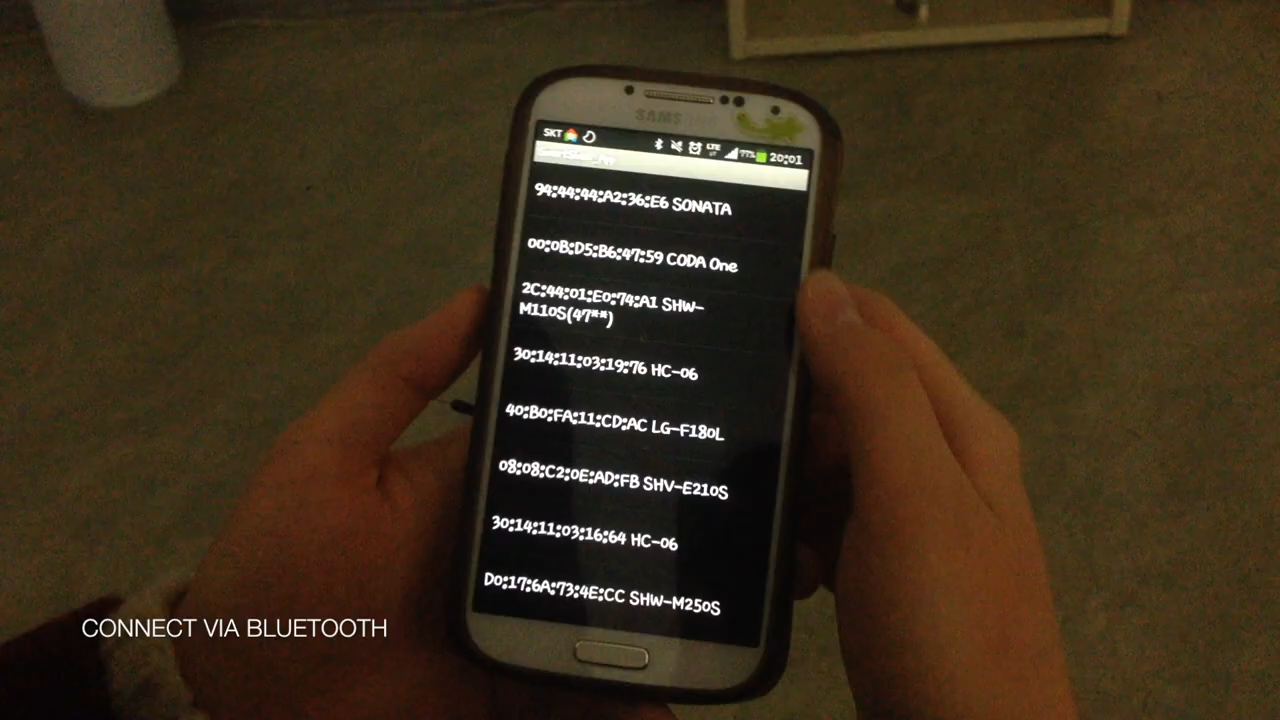 SAMSUNG
SKT LTE 77% 20:01
94:44:44:A2:36:E6 SONATA
00:0B:D5:B6:47:59 CODA One
2C:44:01:E0:74:A1 SHW-
M110S(47**)
30:14:11:03:19:76 HC-06
40:B0:FA:11:CD:AC LG-F180L
08:08:C2:0E:AD:FB SHV-E210S
30:14:11:03:16:64 HC-06
D0:17:6A:73:4E:CC SHW-M250S
CONNECT VIA BLUETOOTH